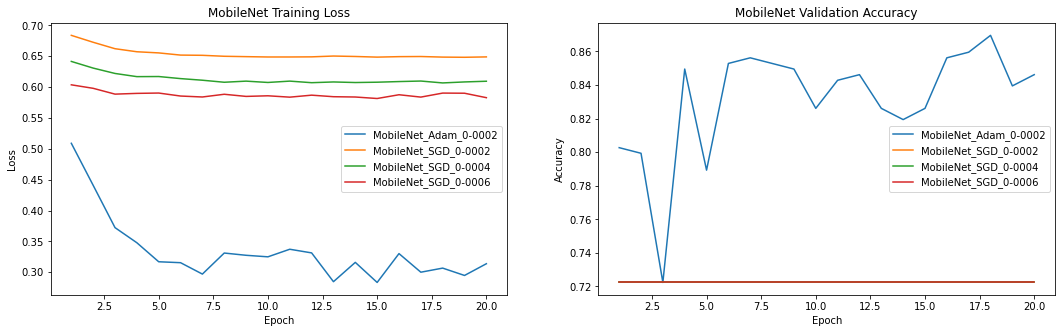 MobileNet Training Loss
0.70
0.65
0.60
0.55
0.50
0.45
0.40
0.35
0.30
Loss
MobileNet_Adam_0-0002
MobileNet_SGD_0-0002
MobileNet_SGD_0-0004
MobileNet_SGD_0-0006
2.5 5.0 7.5 10.0 12.5 15.0 17.5 20.0
Epoch
MobileNet Validation Accuracy
0.86
0.84
0.82
0.80
0.78
0.76
0.74
0.72
Accuracy
MobileNet_Adam_0-0002
MobileNet_SGD_0-0002
MobileNet_SGD_0-0004
MobileNet_SGD_0-0006
2.5 5.0 7.5 10.0 12.5 15.0 17.5 20.0
Epoch